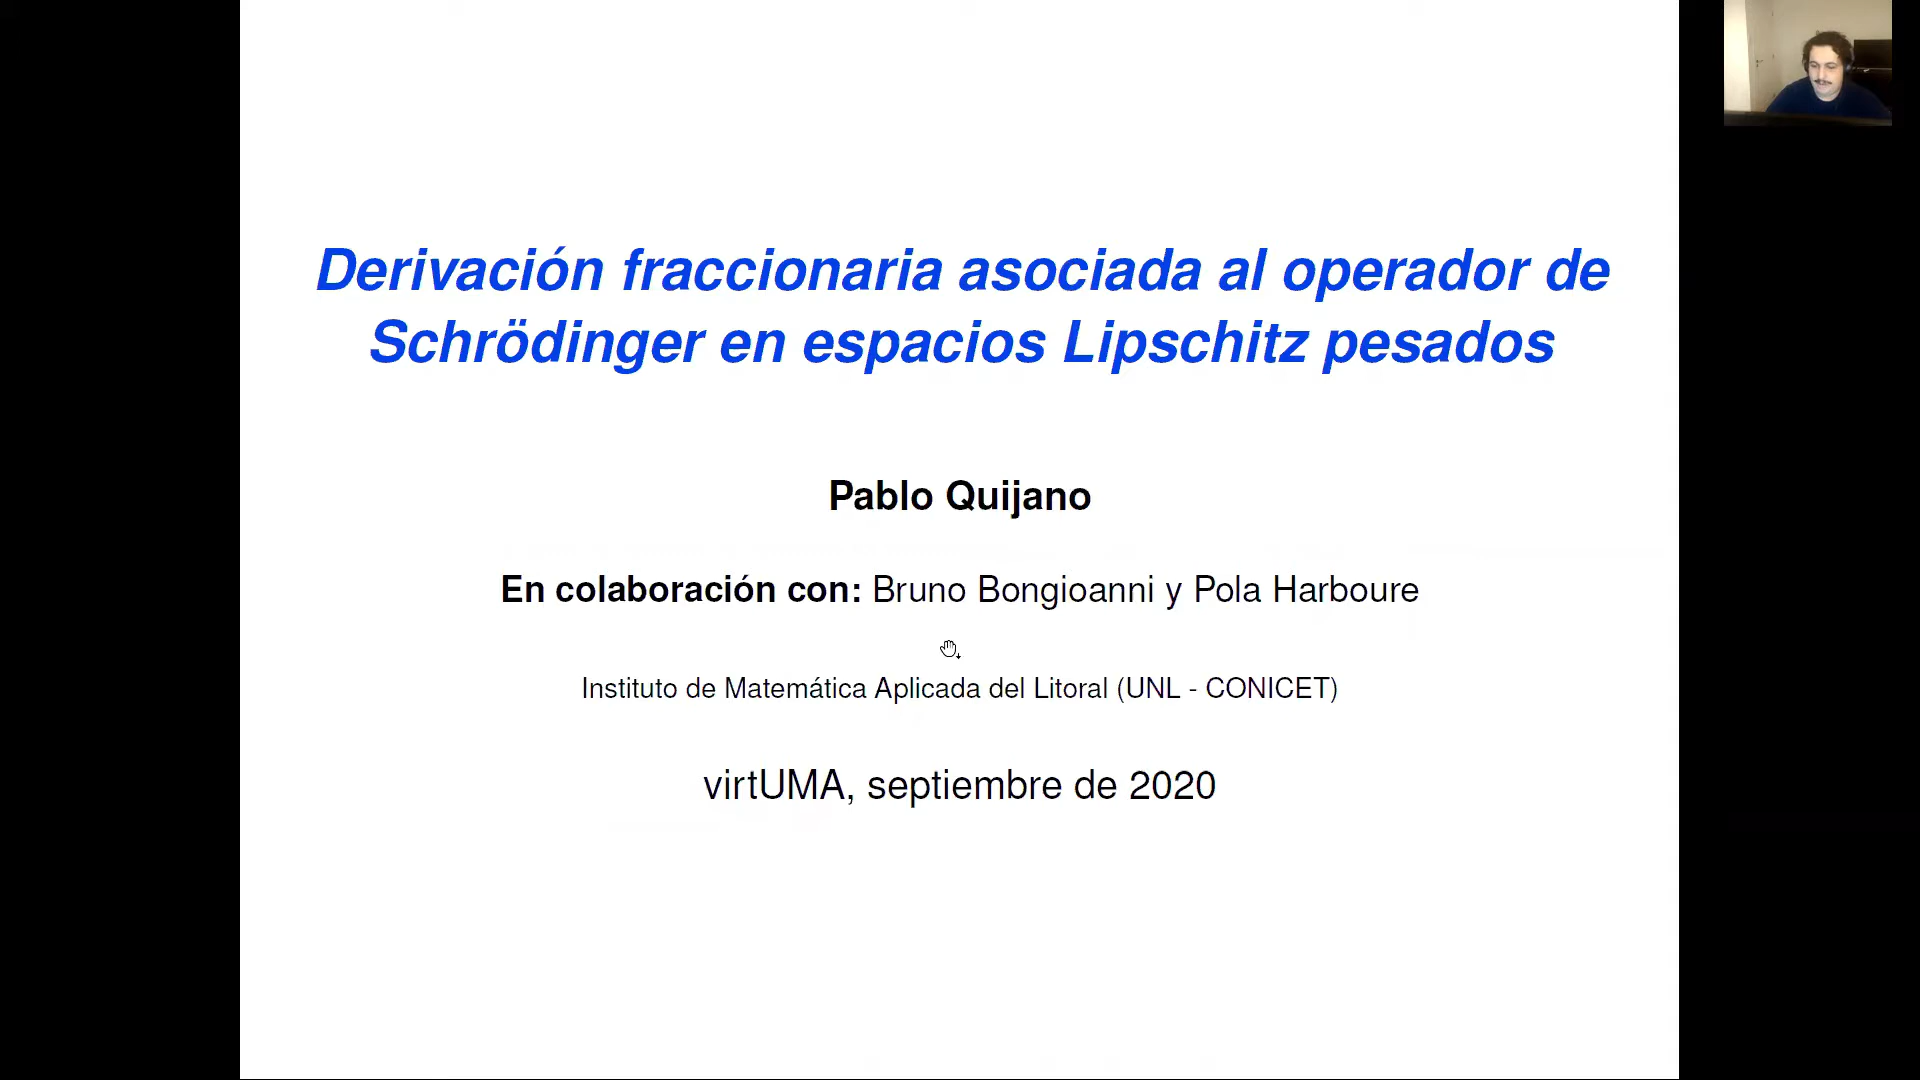 Derivación fraccionaria asociada al operador de
Schrödinger en espacios Lipschitz pesados
Pablo Quijano
En colaboración con: Bruno Bongioanni y Pola Harboure
Instituto de Matemática Aplicada del Litoral (UNL - CONICET)
virtUMA, septiembre de 2020